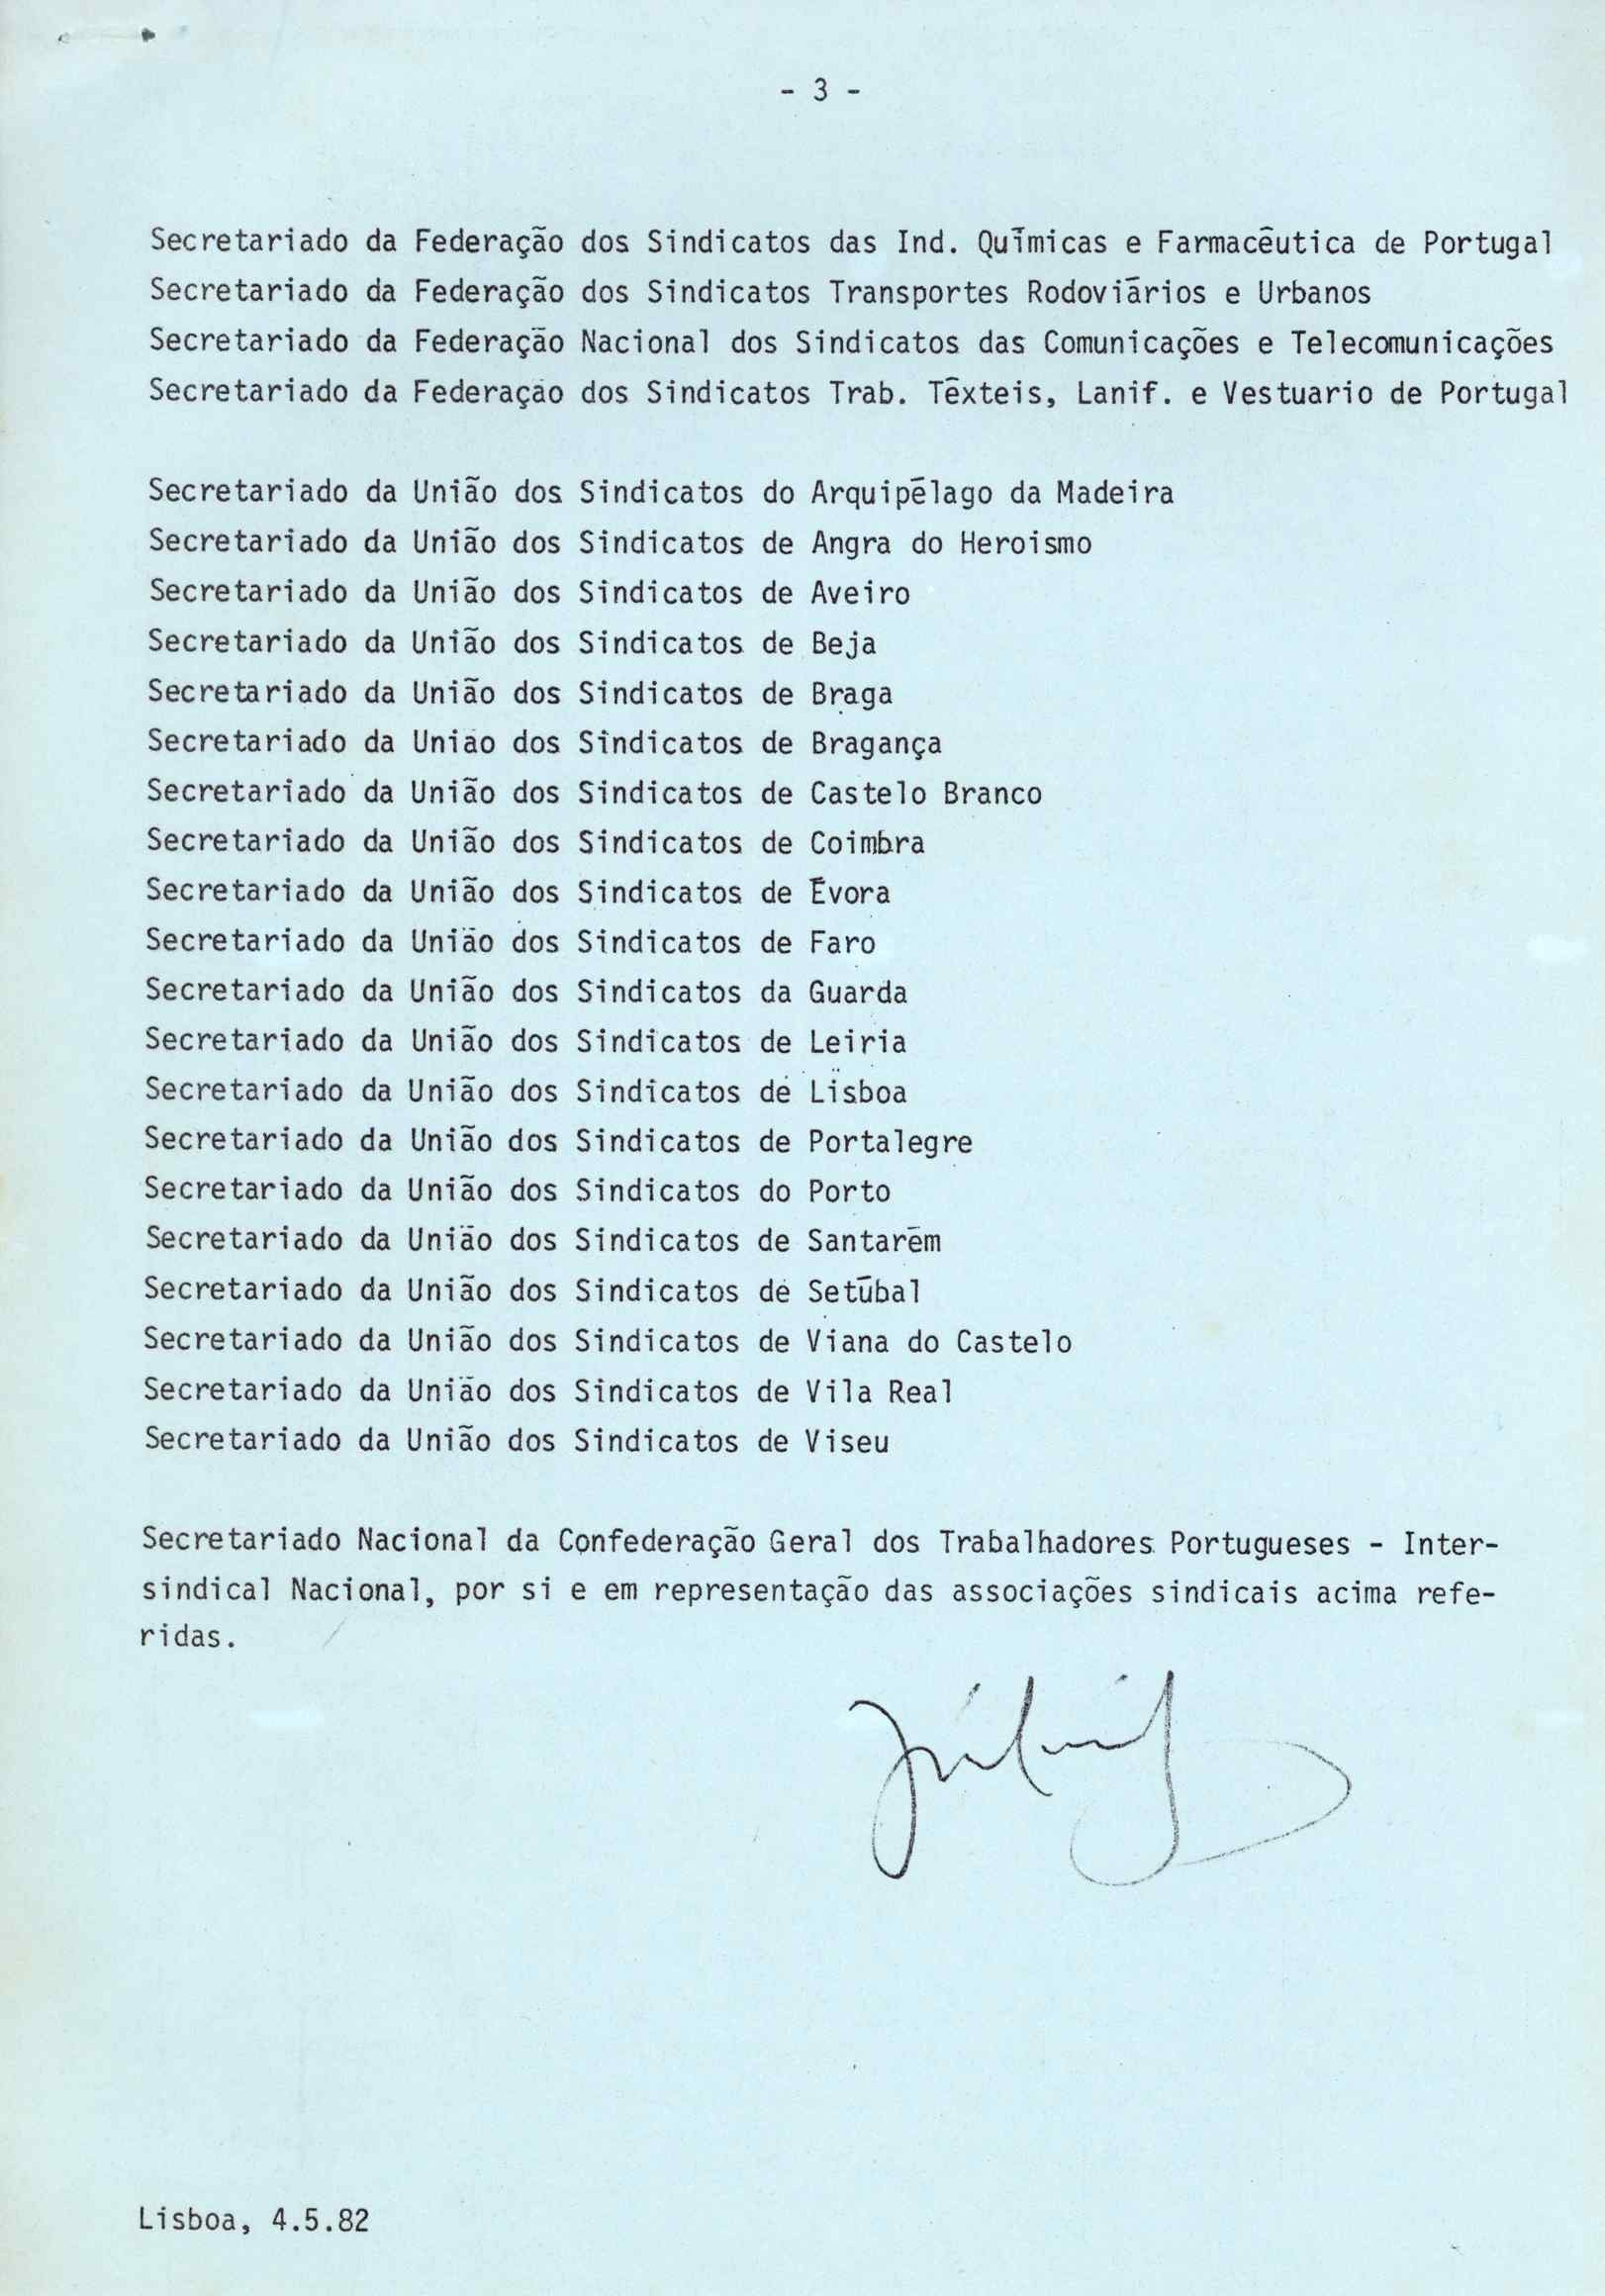 - 3 -
Secretariado da Federação dos Sindicatos das Ind. Químicas e Farmacêutica de Portugal
Secretariado da Federação dos Sindicatos Transportes Rodoviários e Urbanos
Secretariado da Federação Nacional dos Sindicatos das Comunicações e Telecomunicações
Secretariado da Federação dos Sindicatos Trab. Têxteis, Lanif. e Vestuario de Portugal
Secretariado da União dos Sindicatos do Arquipélago da Madeira
Secretariado da União dos Sindicatos de Angra do Heroismo
Secretariado da União dos Sindicatos de Aveiro
Secretariado da União dos Sindicatos de Beja
Secretariado da União dos Sindicatos de Braga
Secretariado da União dos Sindicatos de Bragança
Secretariado da União dos Sindicatos de Castelo Branco
Secretariado da União dos Sindicatos de Coimbra
Secretariado da União dos Sindicatos de Évora
Secretariado da União dos Sindicatos de Faro
Secretariado da União dos Sindicatos da Guarda
Secretariado da União dos Sindicatos de Leiria
Secretariado da União dos Sindicatos de Lisboa
Secretariado da União dos Sindicatos de Portalegre
Secretariado da União dos Sindicatos do Porto
Secretariado da União dos Sindicatos de Santarém
Secretariado da União dos Sindicatos de Setúbal
Secretariado da União dos Sindicatos de Viana do Castelo
Secretariado da União dos Sindicatos de Vila Real
Secretariado da União dos Sindicatos de Viseu
Secretariado Nacional da Confederação Geral dos Trabalhadores Portugueses - Inter-
sindical Nacional, por si e em representação das associações sindicais acima refe-
ridas.
Lisboa, 4.5.82